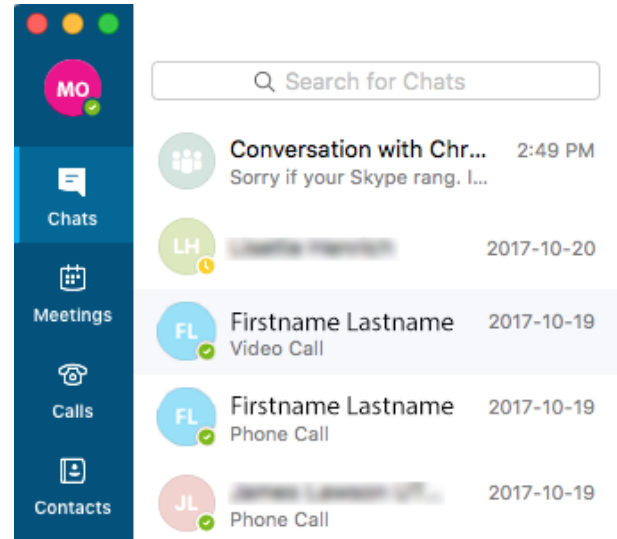 MO
Search for Chats
Chats
Meetings
Calls
Contacts
Conversation with Chr... 2:49 PM
Sorry if your Skype rang. I...
LH 2017-10-20
FL Firstname Lastname 2017-10-19
Video Call
FL Firstname Lastname 2017-10-19
Phone Call
JL 2017-10-19
Phone Call